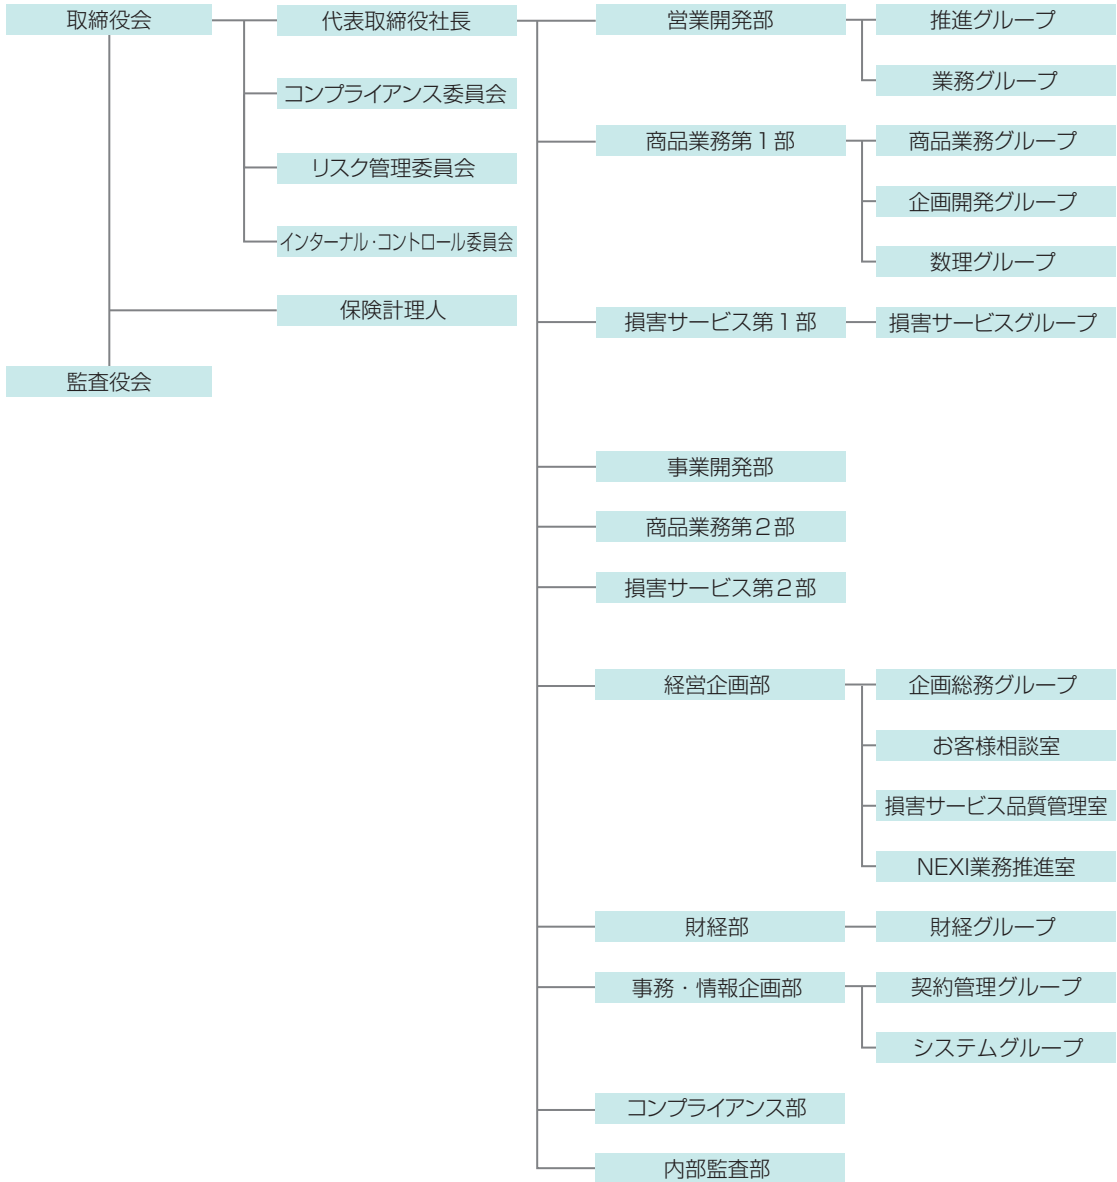 取締役会
代表取締役社長
コンプライアンス委員会
リスク管理委員会
インターナル・コントロール委員会
保険計理人
監査役会
営業開発部
推進グループ
業務グループ
商品業務第１部
商品業務グループ
企画開発グループ
数理グループ
損害サービス第１部
損害サービスグループ
事業開発部
商品業務第２部
損害サービス第２部
経営企画部
企画総務グループ
お客様相談室
損害サービス品質管理室
NEXI業務推進室
財経部
財経グループ
事務・情報企画部
契約管理グループ
システムグループ
コンプライアンス部
内部監査部